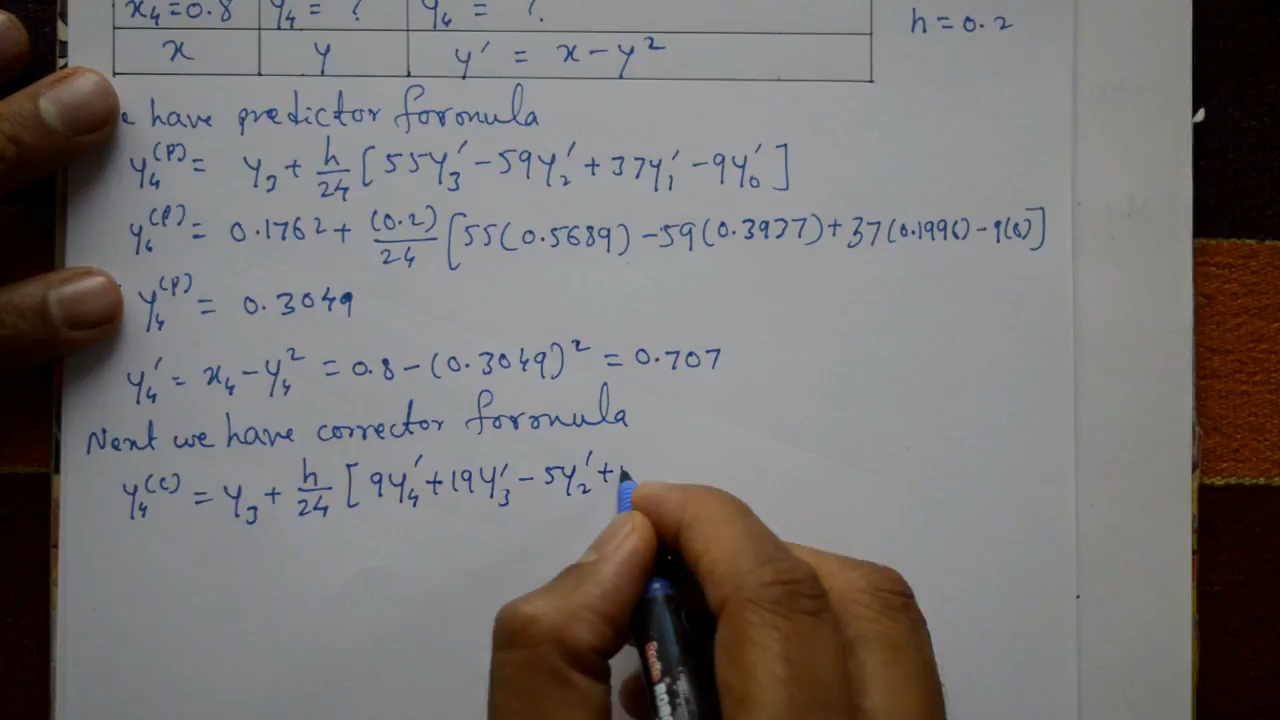 x₄=0.8 y₄ = ? y₄' = ?
h = 0.2
x y y' = x-y²
have predictor formula
y₄⁽ᴾ⁾ = y₃ + h/24 [55y₃' - 59y₂' + 37y₁' - 9y₀']
y₄⁽ᴾ⁾ = 0.1762 + (0.2)/24 [55(0.5689) - 59(0.3937) + 37(0.1996) - 9(0)]
y₄⁽ᴾ⁾ = 0.3049
y₄' = x₄ - y₄² = 0.8 - (0.3049)² = 0.707
Next we have corrector formula
y₄⁽ᶜ⁾ = y₃ + h/24 [9y₄' + 19y₃' - 5y₂' +